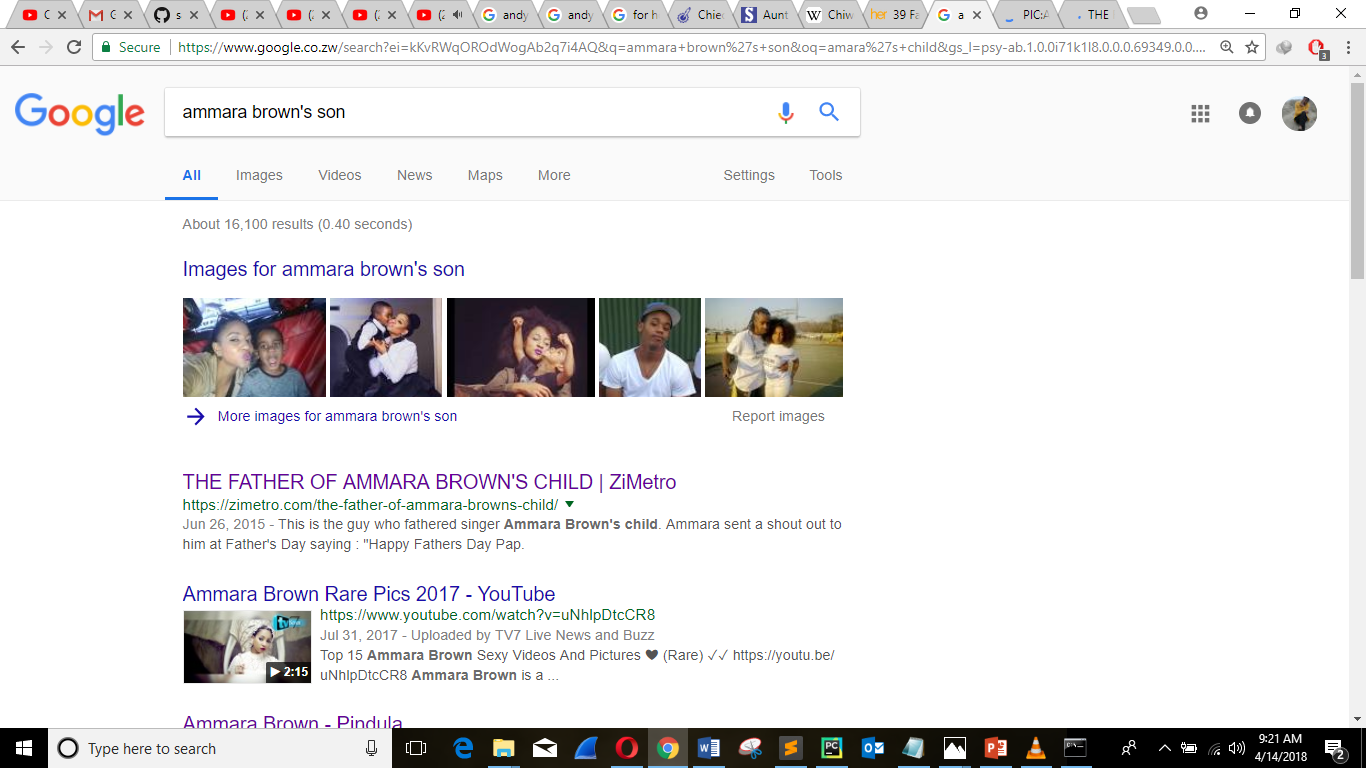 C
G
s
(
(
(
(2
andy
andy
for h
Chied
Aunt
Chiw
her 39 Fa
a
PIC:A
THE
Secure
https://www.google.co.zw/search?ei=kKvRWqOROdWogAb2q7i4AQ&q=ammara+brown%27s+son&oq=amara%27s+child&gs_l=psy-ab.1.0.0i71k1l8.0.0.0.69349.0.0....
3
Google
ammara brown's son
All Images Videos News Maps More Settings Tools
About 16,100 results (0.40 seconds)
Images for ammara brown's son
More images for ammara brown's son Report images
THE FATHER OF AMMARA BROWN'S CHILD | ZiMetro
https://zimetro.com/the-father-of-ammara-browns-child/
Jun 26, 2015 - This is the guy who fathered singer Ammara Brown's child. Ammara sent a shout out to
him at Father's Day saying : "Happy Fathers Day Pap.
Ammara Brown Rare Pics 2017 - YouTube
https://www.youtube.com/watch?v=uNhlpDtcCR8
Jul 31, 2017 - Uploaded by TV7 Live News and Buzz
Top 15 Ammara Brown Sexy Videos And Pictures ❤ (Rare) ✓✓ https://youtu.be/
uNhlpDtcCR8 Ammara Brown is a ...
2:15
Ammara Brown - Pindula
Type here to search
9:21 AM
4/14/2018
2